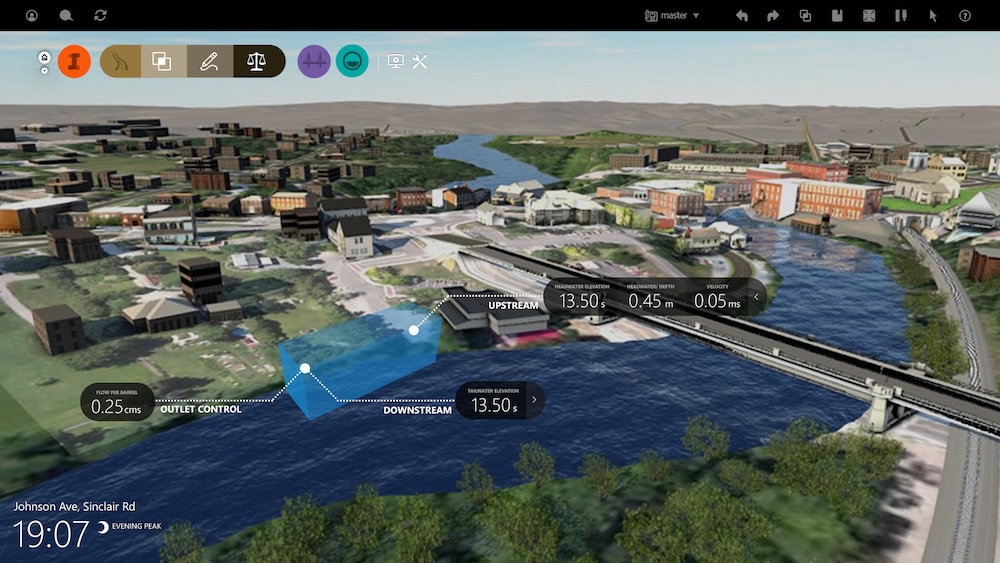 master
HEADWATER ELEVATION
13.50 s
HEADWATER/ DEPTH
0.45 m
VELOCITY
0.05 ms
UPSTREAM
FLOW PER BARREL
0.25 cms
OUTLET CONTROL
DOWNSTREAM
TAILWATER ELEVATION
13.50 s
Johnson Ave, Sinclair Rd
19:07 EVENING PEAK